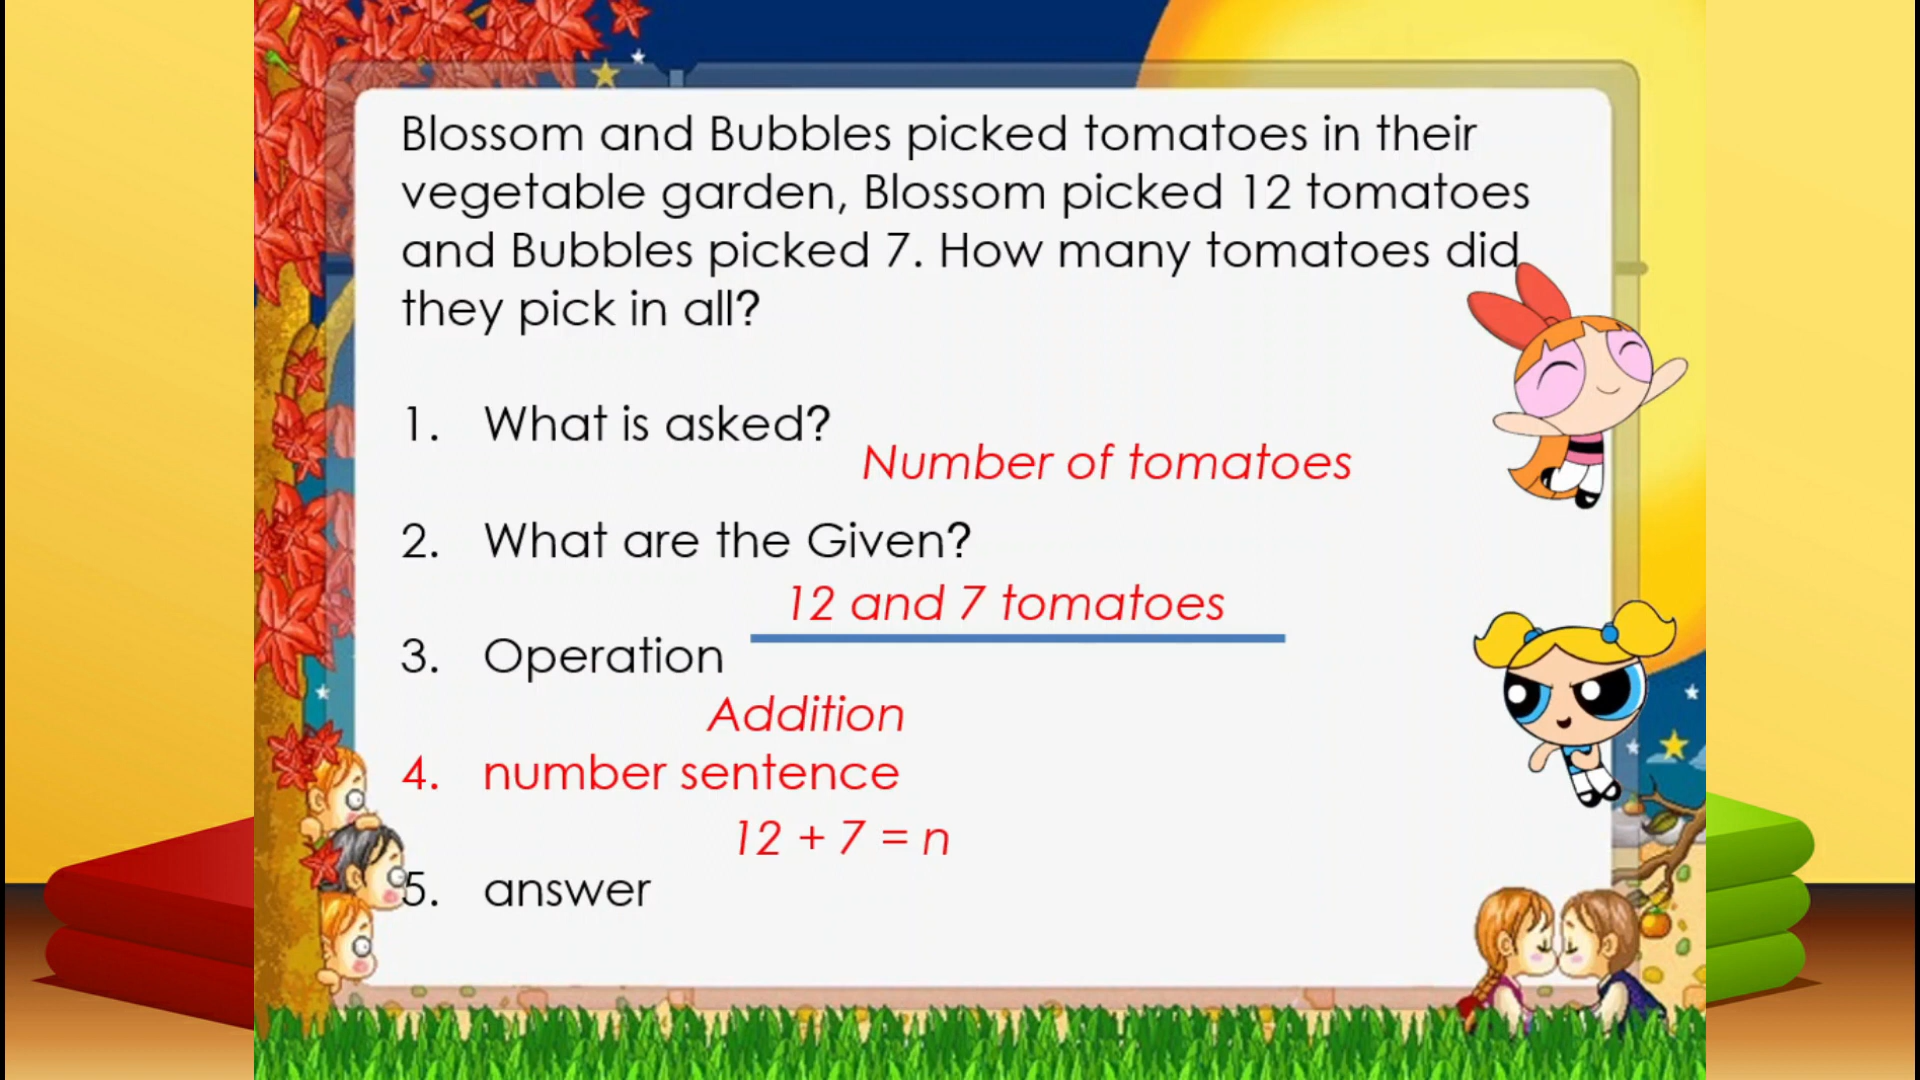 Blossom and Bubbles picked tomatoes in their
vegetable garden, Blossom picked 12 tomatoes
and Bubbles picked 7. How many tomatoes did
they pick in all?
1. What is asked?
Number of tomatoes
2. What are the Given?
12 and 7 tomatoes
3. Operation
Addition
4. number sentence
12 + 7 = n
5. answer